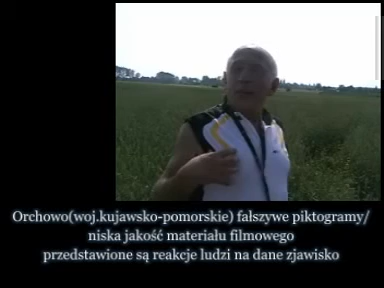 Orchowo(woj.kujawsko-pomorskie) fałszywe piktogramy/
niska jakość materiału filmowego
przedstawione są reakcje ludzi na dane zjawisko